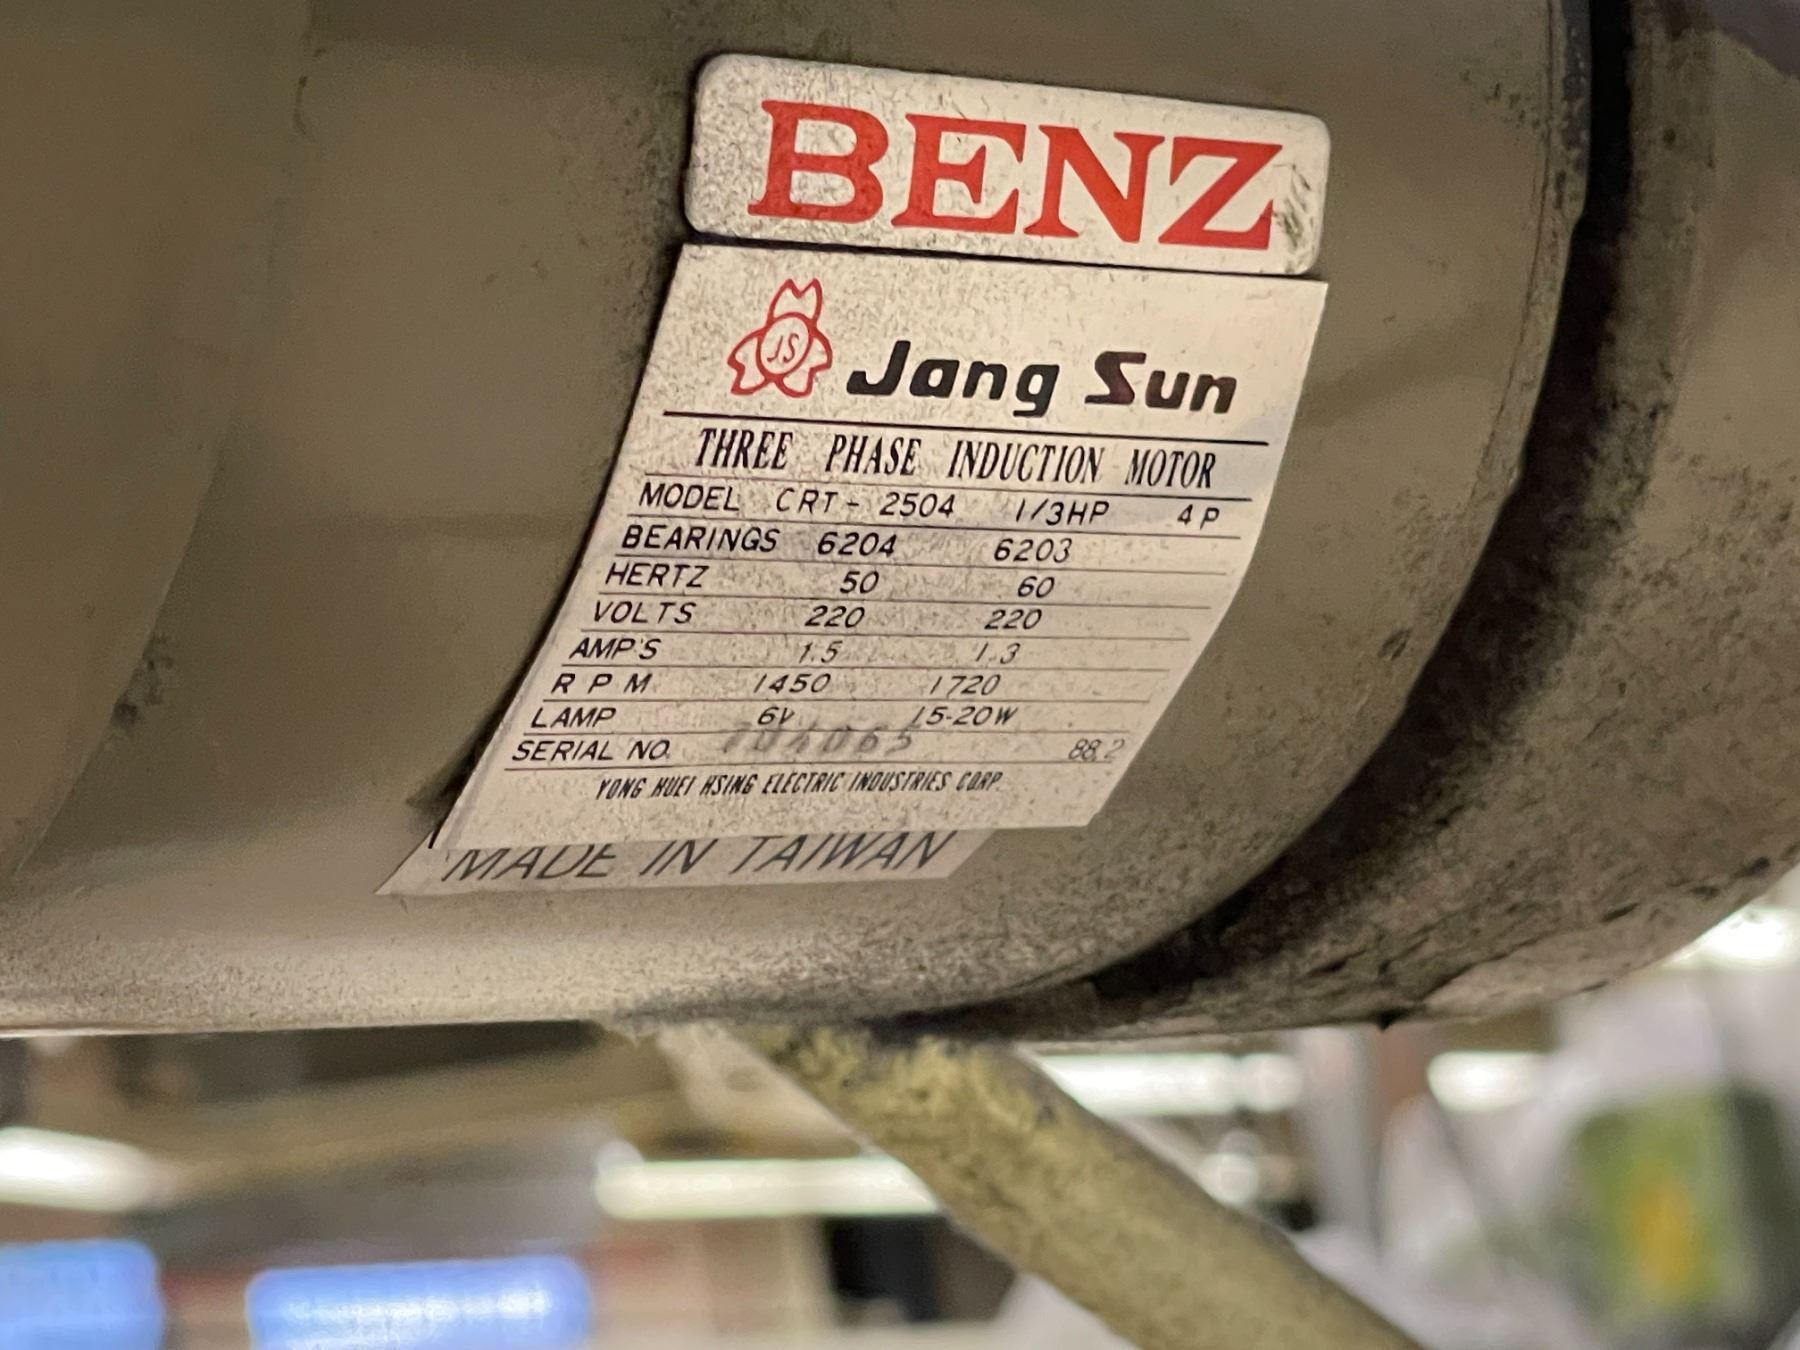 BENZ
J.S
Jang Sun
THREE PHASE INDUCTION MOTOR
MODEL CRT-2504 1/3HP 4P
BEARINGS 6204 6203
HERTZ 50 60
VOLTS 220 220
AMP'S 1.5 1.3
RPM 1450 1720
LAMP 6V 15-20W
SERIAL NO. 88.2
YONG HUEI HSING ELECTRIC INDUSTRIES CORP.
MADE IN TAIWAN